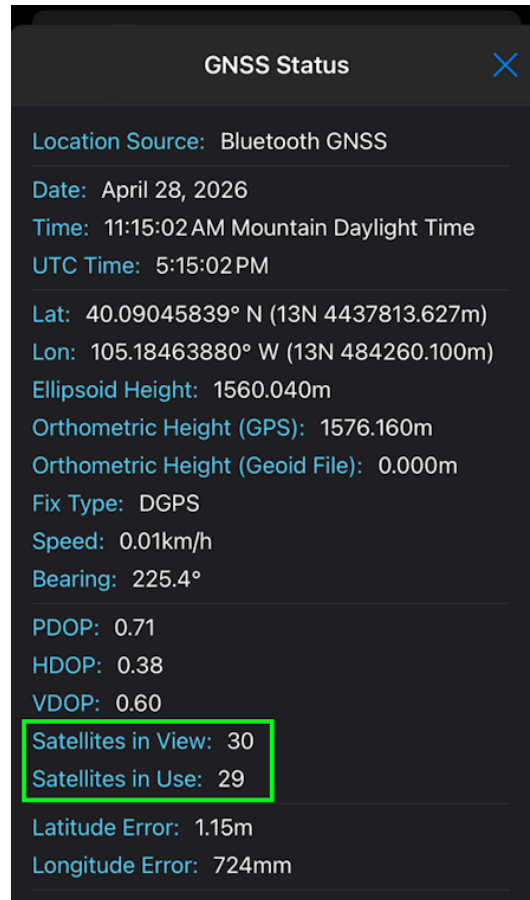 GNSS Status
Location Source: Bluetooth GNSS
Date: April 28, 2026
Time: 11:15:02 AM Mountain Daylight Time
UTC Time: 5:15:02 PM
Lat: 40.09045839° N (13N 4437813.627m)
Lon: 105.18463880° W (13N 484260.100m)
Ellipsoid Height: 1560.040m
Orthometric Height (GPS): 1576.160m
Orthometric Height (Geoid File): 0.000m
Fix Type: DGPS
Speed: 0.01km/h
Bearing: 225.4°
PDOP: 0.71
HDOP: 0.38
VDOP: 0.60
Satellites in View: 30
Satellites in Use: 29
Latitude Error: 1.15m
Longitude Error: 724mm